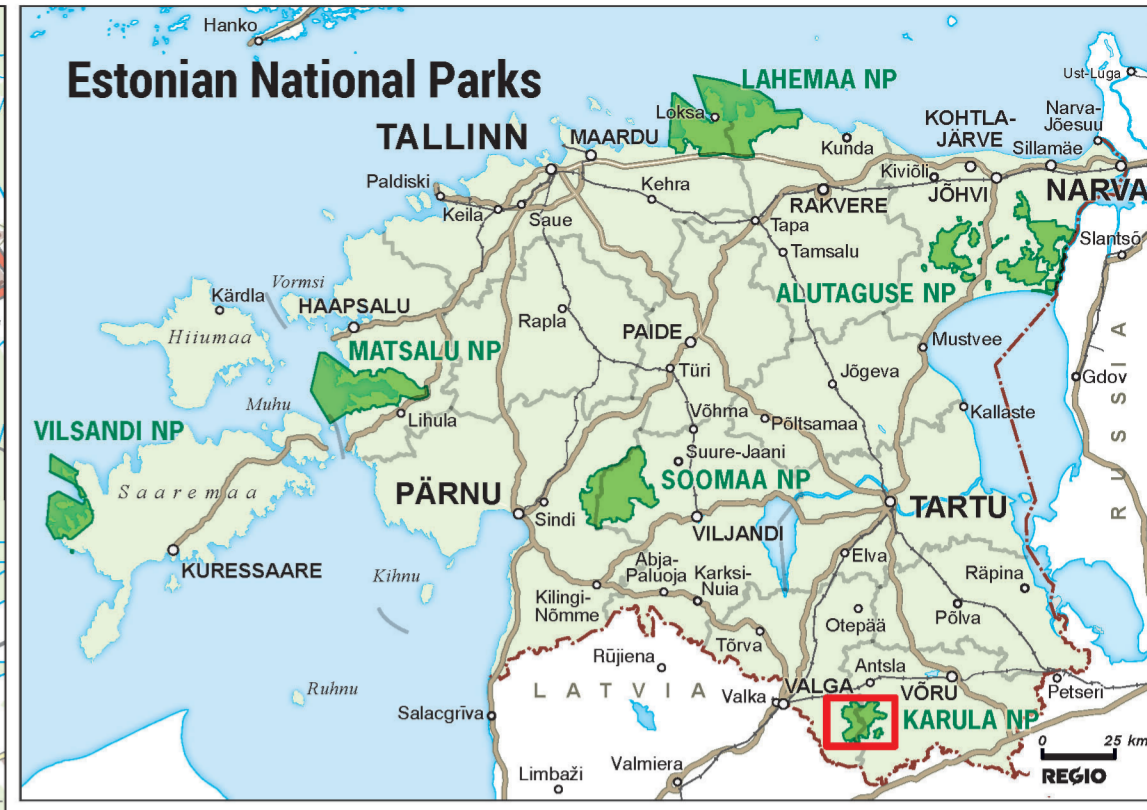 Hanko
Estonian National Parks
LAHEMAA NP
Ust-Luga
Loksa
TALLINN
MAARDU
Kunda
KOHTLA-
JÄRVE
Narva-
Jõesuu
Sillamäe
Kiviõli
JÕHVI
NARVA
Paldiski
Keila
Saue
Kehra
RAKVERE
Tapa
Tamsalu
Slantsõ
ALUTAGUSE NP
Vormsi
Kärdla
Hiiumaa
HAAPSALU
Rapla
PAIDE
Mustvee
MATSALU NP
Türi
Jõgeva
Gdov
RUSSIA
Muhu
Lihula
Võhma
Põltsamaa
Kallaste
VILSANDI NP
Suure-Jaani
SOOMAA NP
Saaremaa
PÄRNU
Sindi
VILJANDI
TARTU
KURESSAARE
Kihnu
Abja-
Paluoja
Karksi-
Nuia
Elva
Räpina
Kilingi-
Nõmme
Otepää
Põlva
Tõrva
Rūjiena
Antsla
LATVIA
Ruhnu
Valka
VALGA
VÕRU
Petseri
Salacgrīva
KARULA NP
Limbaži
Valmiera
0 25 km
REGIO